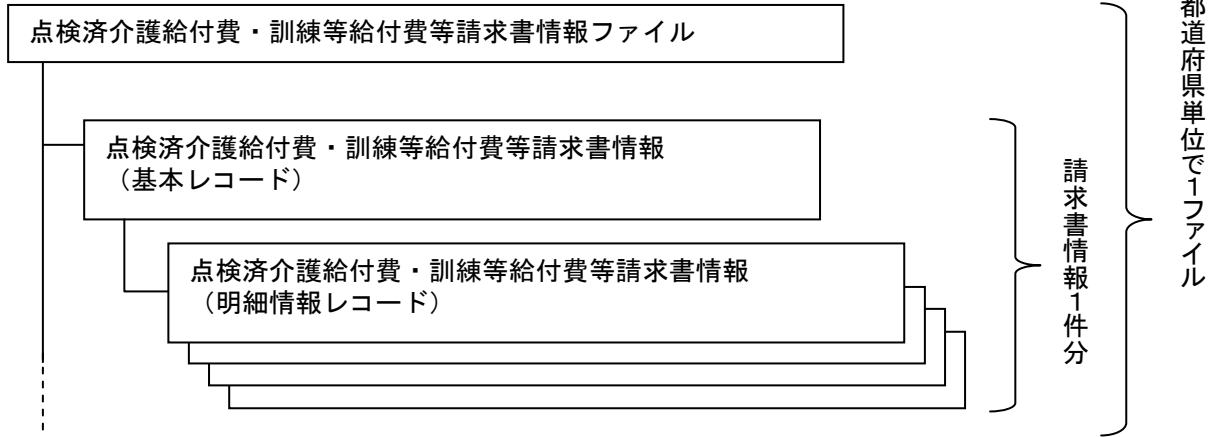 点検済介護給付費・訓練等給付費等請求書情報ファイル
点検済介護給付費・訓練等給付費等請求書情報
（基本レコード）
点検済介護給付費・訓練等給付費等請求書情報
（明細情報レコード）
請求書情報１件分
都道府県単位で１ファイル